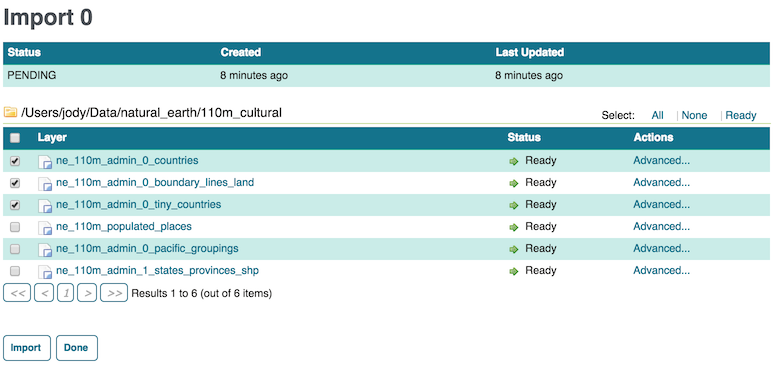 Import 0
Status Created Last Updated
PENDING 8 minutes ago 8 minutes ago
/Users/jody/Data/natural_earth/110m_cultural
Select: All | None | Ready
Layer Status Actions
ne_110m_admin_0_countries Ready Advanced...
ne_110m_admin_0_boundary_lines_land Ready Advanced...
ne_110m_admin_0_tiny_countries Ready Advanced...
ne_110m_populated_places Ready Advanced...
ne_110m_admin_0_pacific_groupings Ready Advanced...
ne_110m_admin_1_states_provinces_shp Ready Advanced...
<< < 1 > >> Results 1 to 6 (out of 6 items)
Import Done